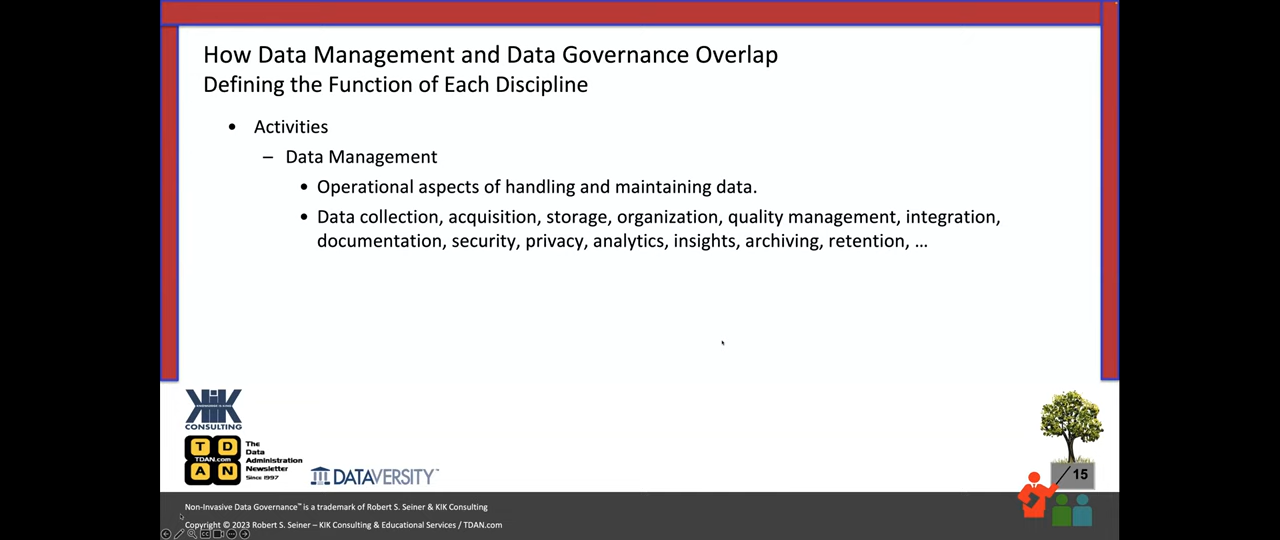 How Data Management and Data Governance Overlap
Defining the Function of Each Discipline
• Activities
– Data Management
• Operational aspects of handling and maintaining data.
• Data collection, acquisition, storage, organization, quality management, integration,
documentation, security, privacy, analytics, insights, archiving, retention, …
KIK
CONSULTING
T D
TDAN.com
A N
The
Data
Administration
Newsletter
Since 1997
DATAVERSITY™
15
Non-Invasive Data Governance™ is a trademark of Robert S. Seiner & KIK Consulting
Copyright © 2023 Robert S. Seiner – KIK Consulting & Educational Services / TDAN.com